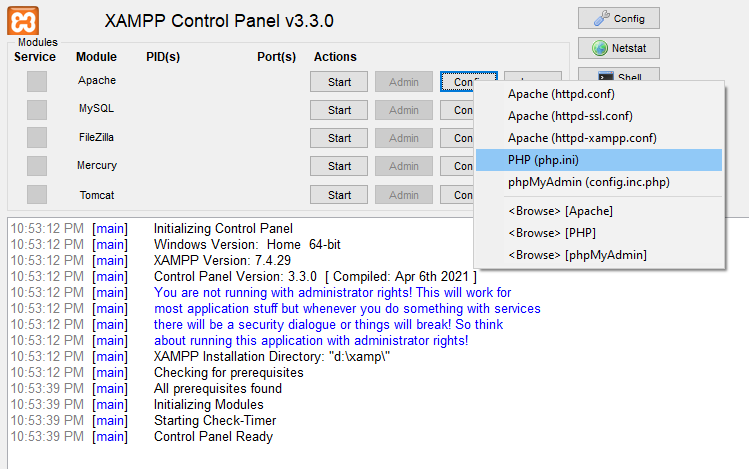 XAMPP Control Panel v3.3.0
Config
Netstat
Shell
Modules
Service Module PID(s) Port(s) Actions
Apache Start Admin
MySQL Start Admin
FileZilla Start Admin
Mercury Start Admin
Tomcat Start Admin
Apache (httpd.conf)
Apache (httpd-ssl.conf)
Apache (httpd-xampp.conf)
PHP (php.ini)
phpMyAdmin (config.inc.php)
<Browse> [Apache]
<Browse> [PHP]
<Browse> [phpMyAdmin]
10:53:12 PM [main] Initializing Control Panel
10:53:12 PM [main] Windows Version: Home 64-bit
10:53:12 PM [main] XAMPP Version: 7.4.29
10:53:12 PM [main] Control Panel Version: 3.3.0 [ Compiled: Apr 6th 2021 ]
10:53:12 PM [main] You are not running with administrator rights! This will work for
10:53:12 PM [main] most application stuff but whenever you do something with services
10:53:12 PM [main] there will be a security dialogue or things will break! So think
10:53:12 PM [main] about running this application with administrator rights!
10:53:12 PM [main] XAMPP Installation Directory: "d:\xamp\"
10:53:12 PM [main] Checking for prerequisites
10:53:39 PM [main] All prerequisites found
10:53:39 PM [main] Initializing Modules
10:53:39 PM [main] Starting Check-Timer
10:53:39 PM [main] Control Panel Ready